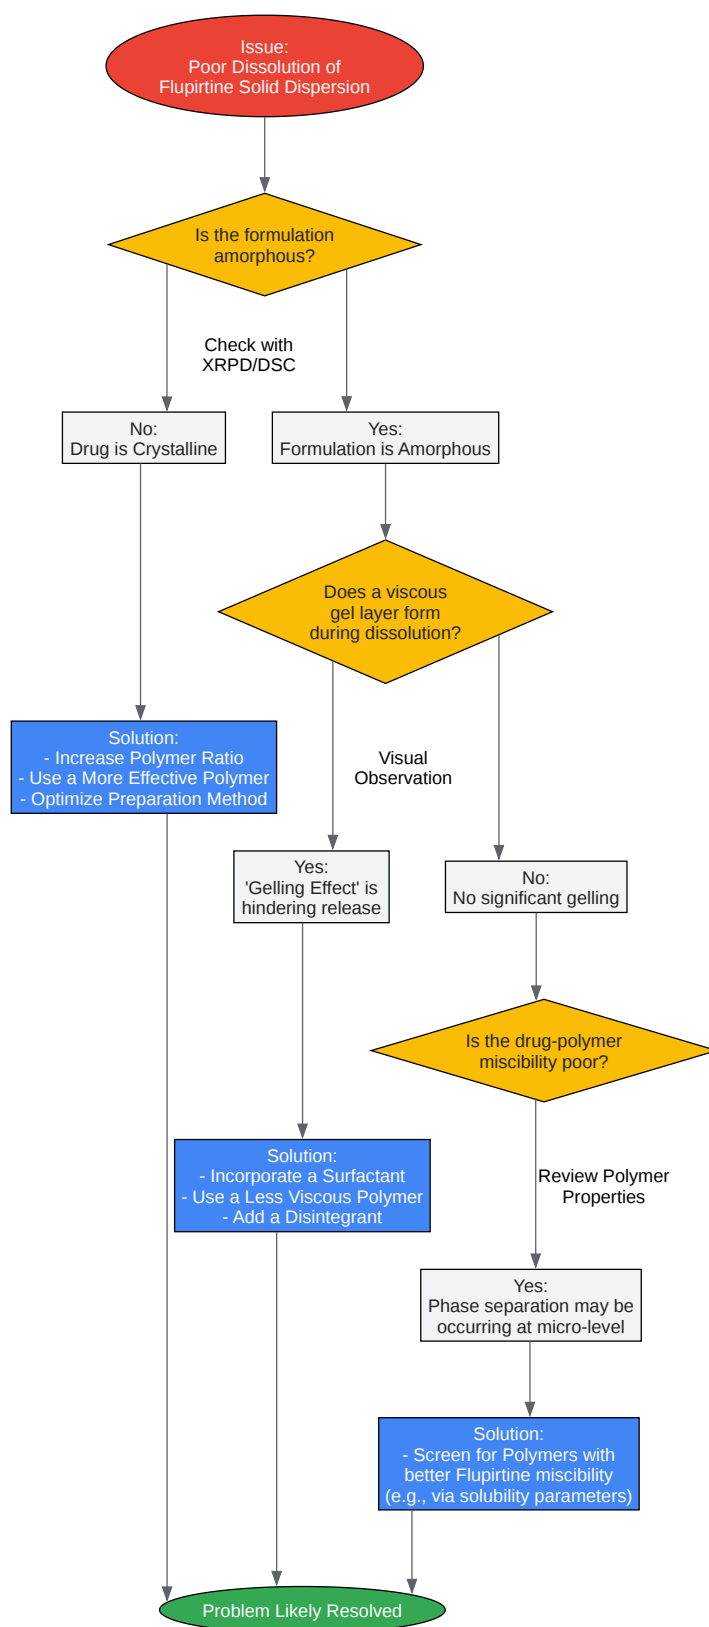 Issue:
Poor Dissolution of
Flupirtine Solid Dispersion
Is the formulation
amorphous?
Check with
XRPD/DSC
No:
Drug is Crystalline
Yes:
Formulation is Amorphous
Does a viscous
gel layer form
during dissolution?
Solution:
- Increase Polymer Ratio
- Use a More Effective Polymer
- Optimize Preparation Method
Visual
Observation
Yes:
'Gelling Effect' is
hindering release
No:
No significant gelling
Is the drug-polymer
miscibility poor?
Solution:
- Incorporate a Surfactant
- Use a Less Viscous Polymer
- Add a Disintegrant
Review Polymer
Properties
Yes:
Phase separation may be
occurring at micro-level
Solution:
- Screen for Polymers with
better Flupirtine miscibility
(e.g., via solubility parameters)
Problem Likely Resolved